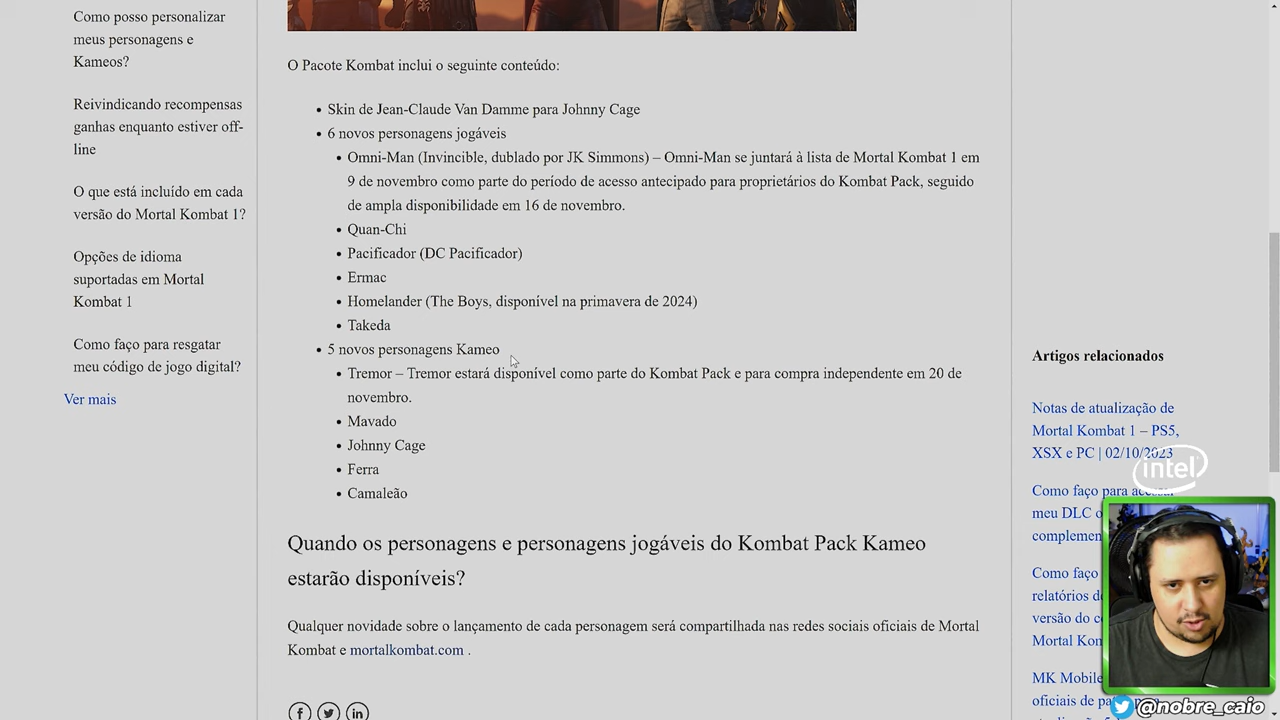 Como posso personalizar
meus personagens e
Kameos?
Reivindicando recompensas
ganhas enquanto estiver off-
line
O que está incluído em cada
versão do Mortal Kombat 1?
Opções de idioma
suportadas em Mortal
Kombat 1
Como faço para resgatar
meu código de jogo digital?
Ver mais
O Pacote Kombat inclui o seguinte conteúdo:
• Skin de Jean-Claude Van Damme para Johnny Cage
• 6 novos personagens jogáveis
• Omni-Man (Invincible, dublado por JK Simmons) – Omni-Man se juntará à lista de Mortal Kombat 1 em
9 de novembro como parte do período de acesso antecipado para proprietários do Kombat Pack, seguido
de ampla disponibilidade em 16 de novembro.
• Quan-Chi
• Pacificador (DC Pacificador)
• Ermac
• Homelander (The Boys, disponível na primavera de 2024)
• Takeda
• 5 novos personagens Kameo
• Tremor – Tremor estará disponível como parte do Kombat Pack e para compra independente em 20 de
novembro.
• Mavado
• Johnny Cage
• Ferra
• Camaleão
Quando os personagens e personagens jogáveis do Kombat Pack Kameo
estarão disponíveis?
Qualquer novidade sobre o lançamento de cada personagem será compartilhada nas redes sociais oficiais de Mortal
Kombat e mortalkombat.com .
Artigos relacionados
Notas de atualização de
Mortal Kombat 1 – PS5,
XSX e PC | 02/10/2023
intel
Como faço para
meu DLC
Como faço
versão do
Mortal
MK Mobile
oficiais de
@nobre_caio